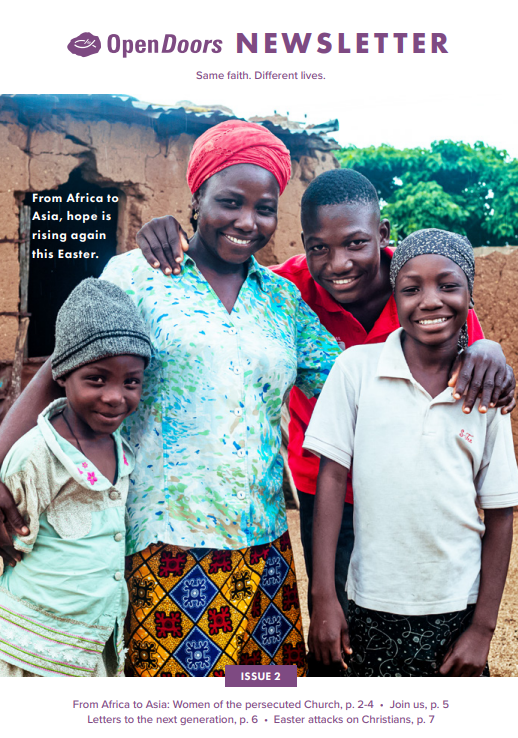 OpenDoors NEWSLETTER
Same faith. Different lives.
From Africa to
Asia, hope is
rising again
this Easter.
ISSUE 2
From Africa to Asia: Women of the persecuted Church, p. 2-4 • Join us, p. 5
Letters to the next generation, p. 6 • Easter attacks on Christians, p. 7